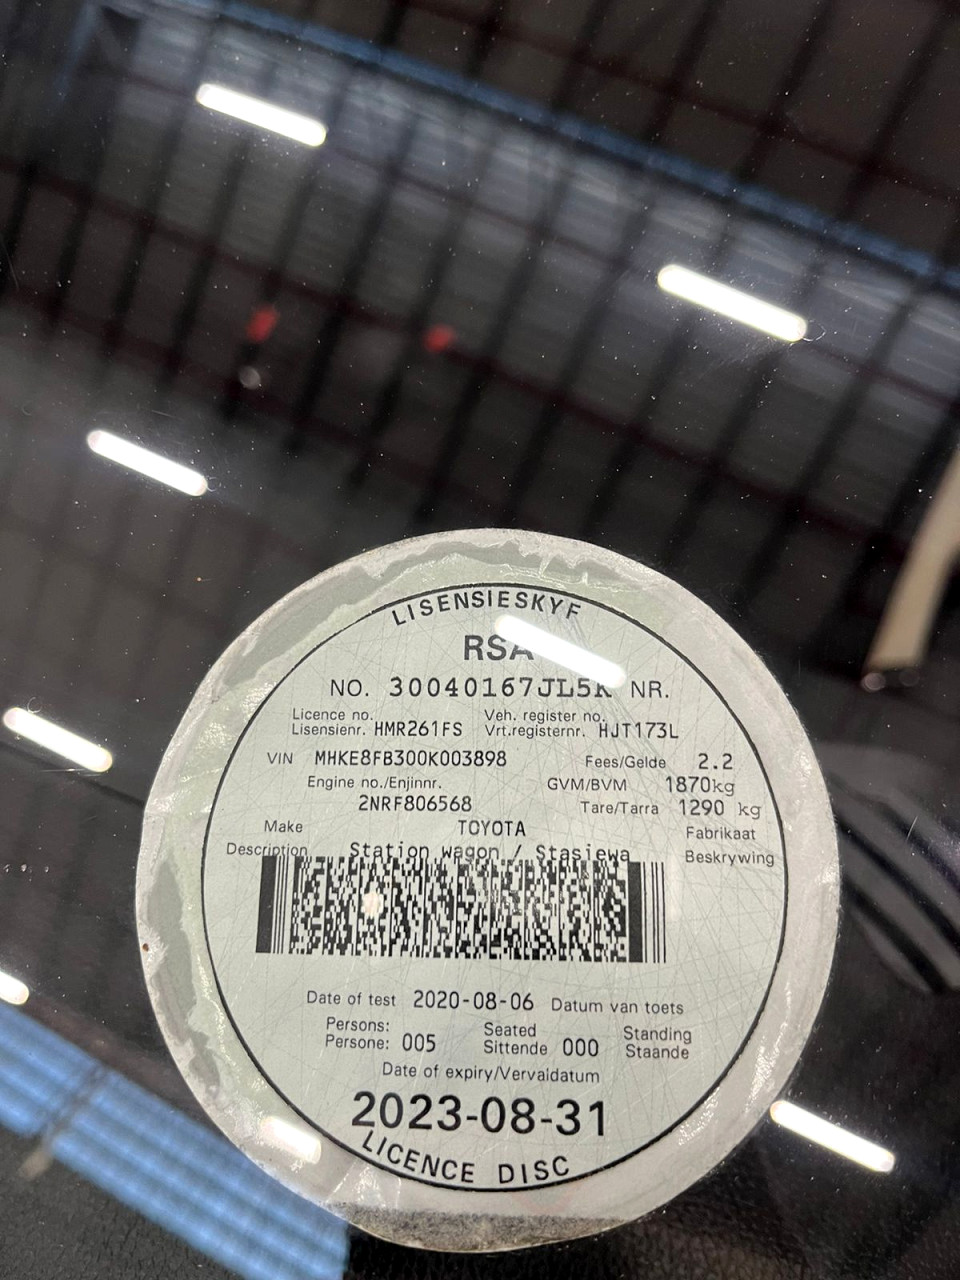 LISENSIESKYF
RSA
NO. 30040167JL5K NR.
Licence no. Veh. register no.
Lisensienr. HMR261FS Vrt.registernr. HJT173L
VIN MHKE8FB300K003898 Fees/Gelde 2.2
Engine no./Enjinnr. GVM/BVM 1870kg
2NRF806568 Tare/Tarra 1290 kg
Make TOYOTA Fabrikaat
Description Station wagon / Stasiewa Beskrywing
Date of test 2020-08-06 Datum van toets
Persons: Seated Standing
Persone: 005 Sittende 000 Staande
Date of expiry/Vervaldatum
2023-08-31
LICENCE DISC